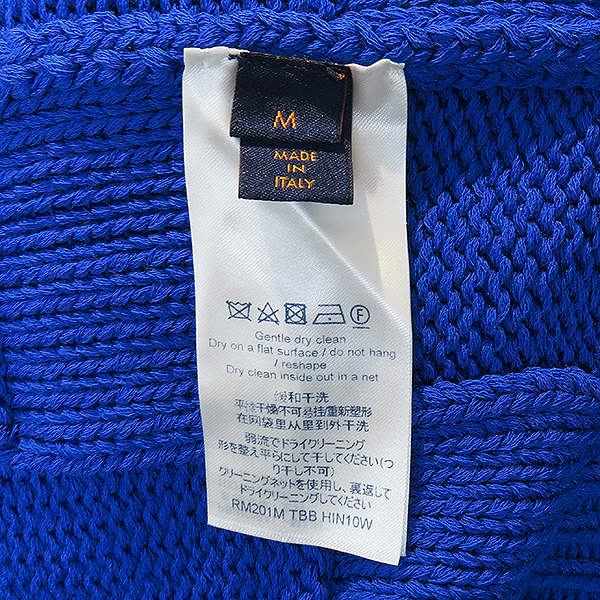 M
MADE
IN
ITALY
F
Gentle dry clean
Dry on a flat surface / do not hang
/ reshape
Dry clean inside out in a net
缓和干洗
平摊干燥不可悬挂重新塑形
在网袋里从里到外干洗
弱流でドライクリーニング
形を整え平らにして干してください(つ
り干し不可)
クリーニングネットを使用し、裏返して
ドライクリーニングしてください
RM201M TBB HIN10W